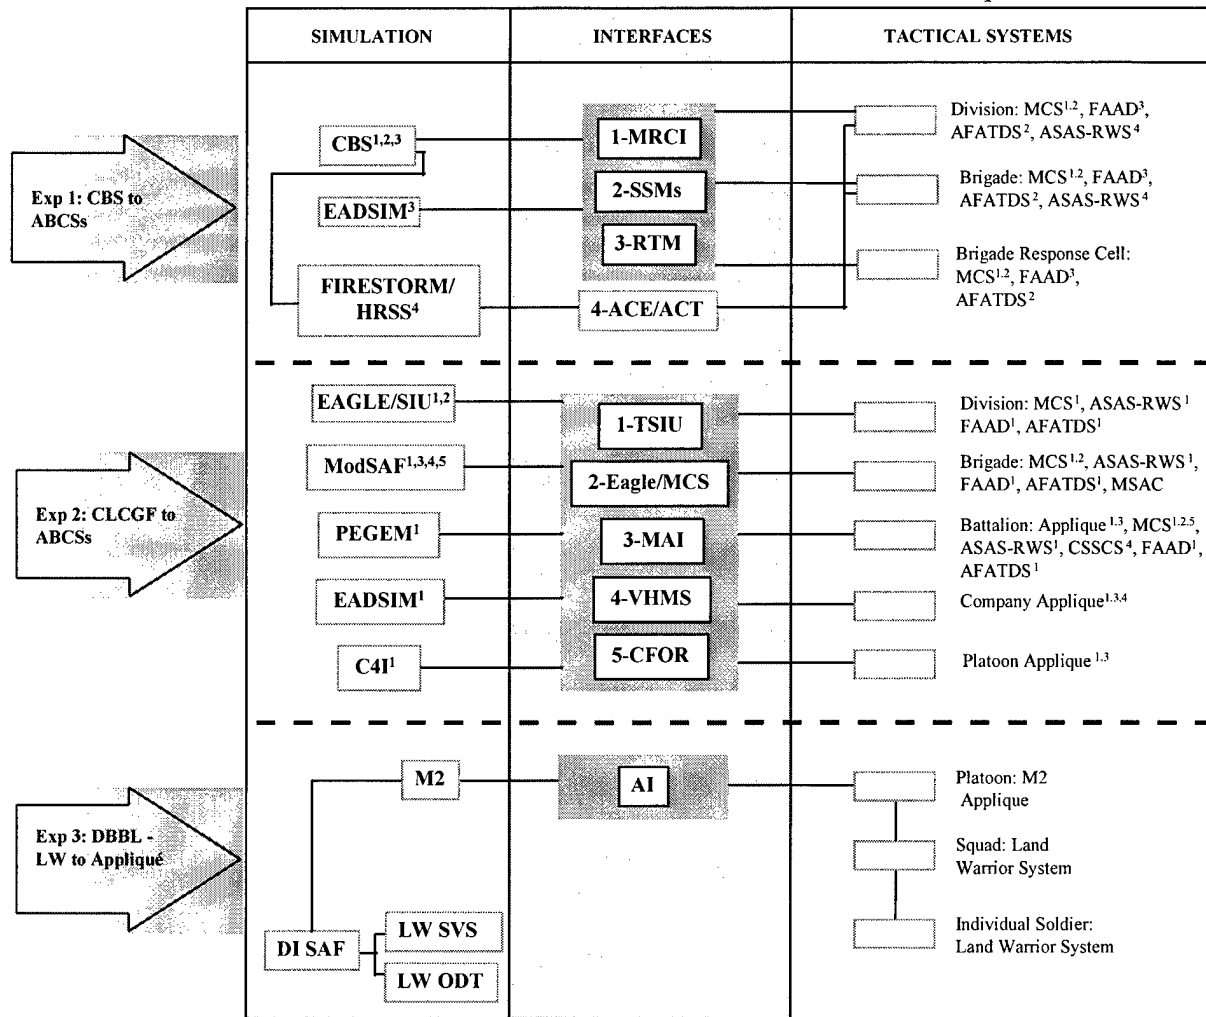 SIMULATION
INTERFACES
TACTICAL SYSTEMS
Exp 1: CBS to
ABCSs
CBS1,2,3
EADSIM3
FIRESTORM/
HRSS4
1-MRCI
2-SSMs
3-RTM
4-ACE/ACT
Division: MCS1.2, FAAD3,
AFATDS2, ASAS-RWS4
Brigade: MCS1.2, FAAD3,
AFATDS2, ASAS-RWS4
Brigade Response Cell:
MCS1.2, FAAD3,
AFATDS2
Exp 2: CLCGF to
ABCSs
EAGLE/SIU1,2
ModSAF1,3,4,5
PEGEM1
EADSIM1
C4I1
1-TSIU
2-Eagle/MCS
3-MAI
4-VHMS
5-CFOR
Division: MCS1, ASAS-RWS1
FAAD1, AFATDS1
Brigade: MCS1.2, ASAS-RWS1,
FAAD1, AFATDS1, MSAC
Battalion: Applique1.3, MCS1.2.5,
ASAS-RWS1, CSSCS4, FAAD1,
AFATDS1
Company Applique1.3.4
Platoon Applique 1.3
Exp 3: DBBL -
LW to Appliqué
M2
DI SAF
LW SVS
LW ODT
AI
Platoon: M2
Applique
Squad: Land
Warrior System
Individual Soldier:
Land Warrior System